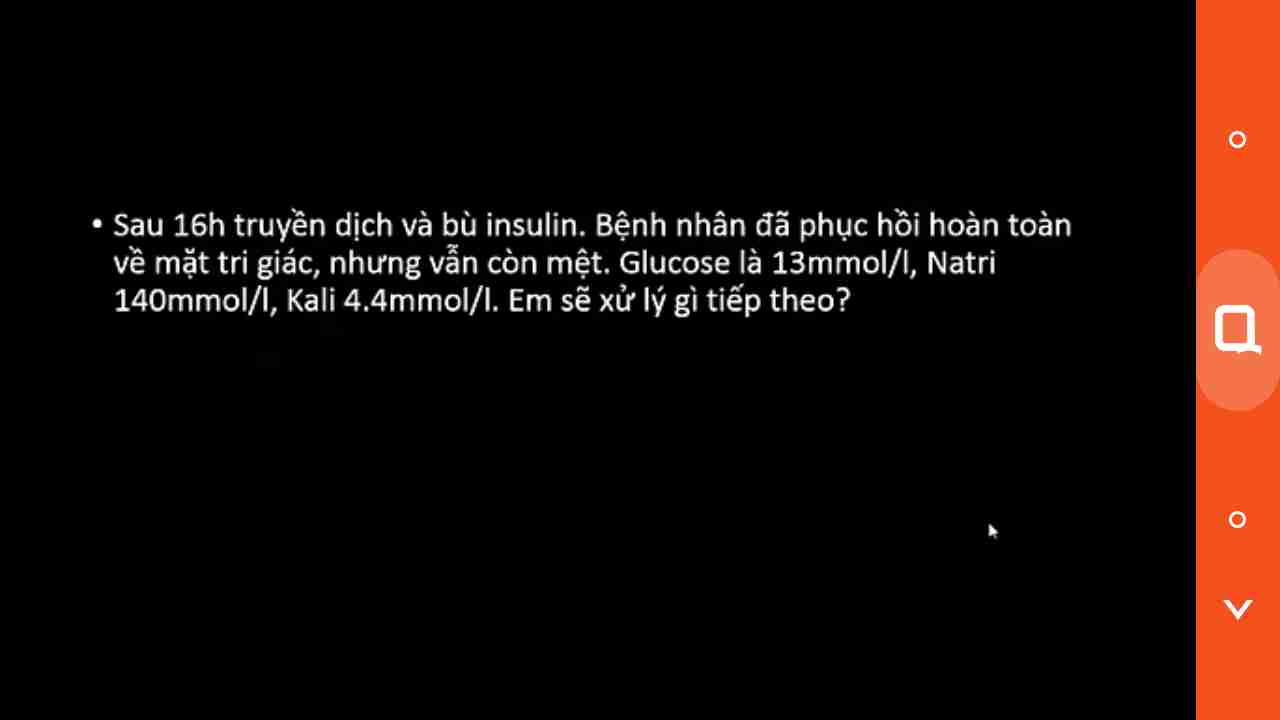 • Sau 16h truyền dịch và bù insulin. Bệnh nhân đã phục hồi hoàn toàn
về mặt tri giác, nhưng vẫn còn mệt. Glucose là 13mmol/l, Natri
140mmol/l, Kali 4.4mmol/l. Em sẽ xử lý gì tiếp theo?